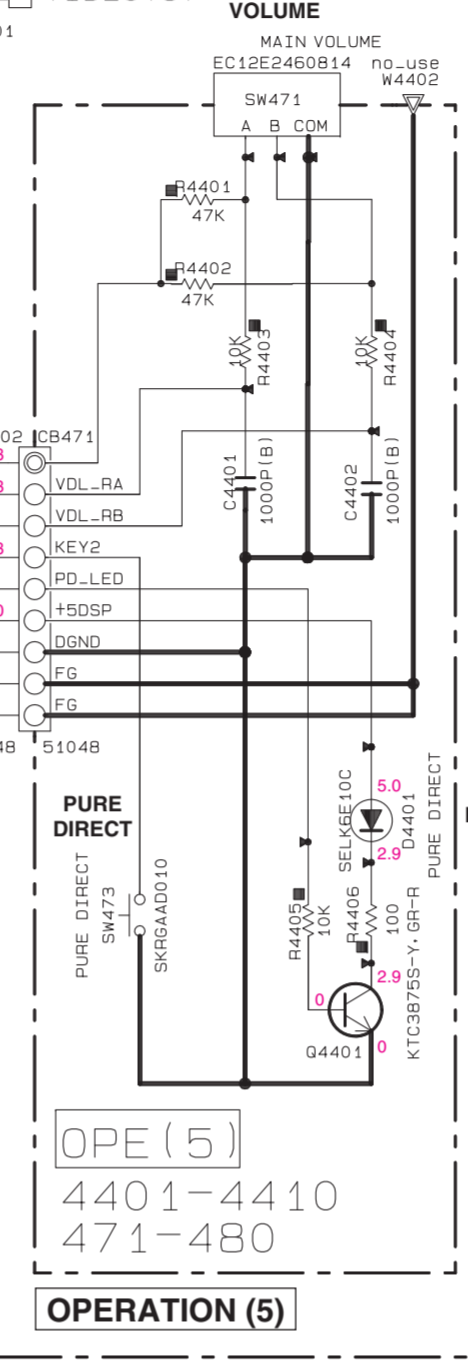 VOLUME
MAIN VOLUME
EC12E2460814
no_use
W4402
SW471
A B COM
R4401
47K
R4402
47K
10K
R4403
10K
R4404
CB471
C4401
1000P(B)
C4402
1000P(B)
VDL_RA
VDL_RB
KEY2
PD_LED
+5DSP
DGND
FG
FG
51048
PURE
DIRECT
PURE DIRECT
SW473
SKRGAAD010
SELK6E10C
5.0
D4401
PURE DIRECT
2.9
R4405
10K
R4406
100
2.9
KTC3875S-Y, GR-R
0
Q4401
0
OPE(5)
4401-4410
471-480
OPERATION (5)